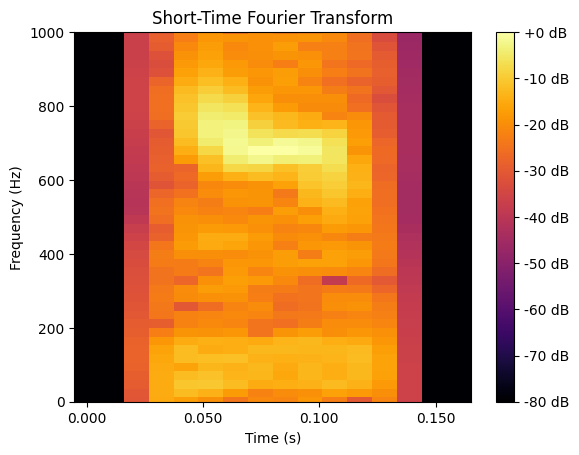 Short-Time Fourier Transform
1000
800
600
400
200
0
Frequency (Hz)
0.000
0.050
0.100
0.150
Time (s)
+0 dB
-10 dB
-20 dB
-30 dB
-40 dB
-50 dB
-60 dB
-70 dB
-80 dB